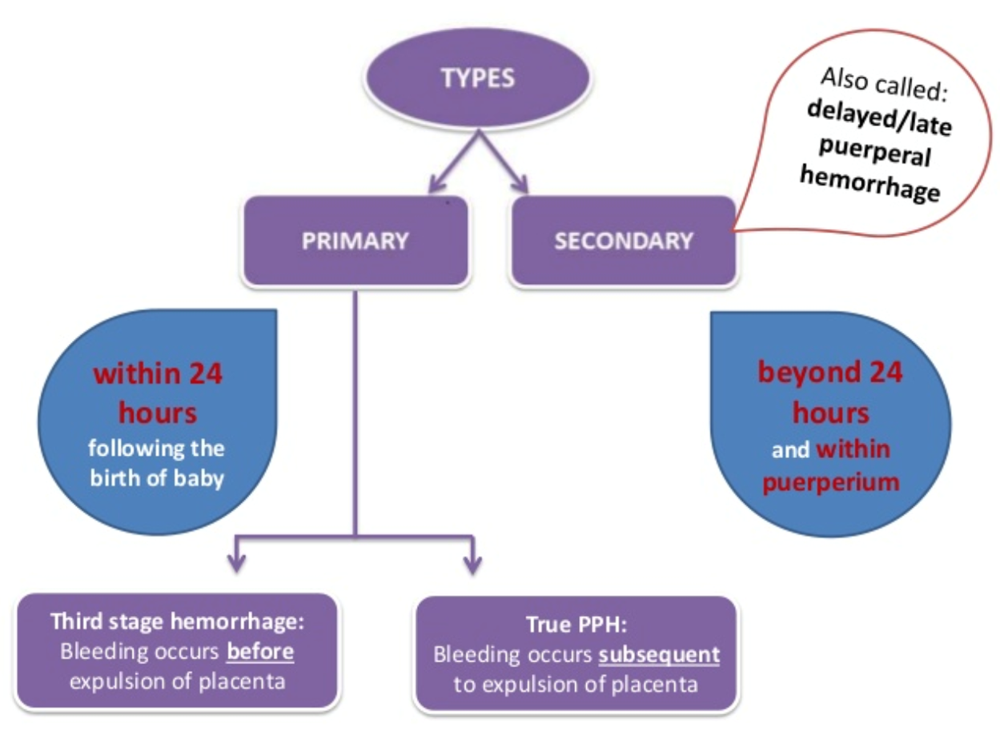 TYPES
Also called:
delayed/late
puerperal
hemorrhage
PRIMARY
SECONDARY
within 24
hours
following the
birth of baby
beyond 24
hours
and within
puerperium
Third stage hemorrhage:
Bleeding occurs before
expulsion of placenta
True PPH:
Bleeding occurs subsequent
to expulsion of placenta